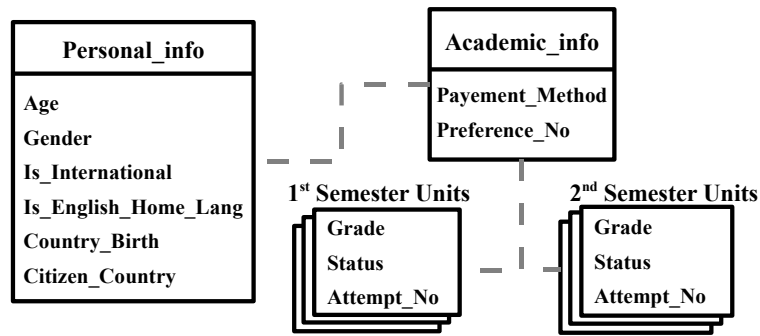 Personal_info
Age
Gender
Is_International
Is_English_Home_Lang
Country_Birth
Citizen_Country
Academic_info
Payement_Method
Preference_No
1st Semester Units
Grade
Status
Attempt_No
2nd Semester Units
Grade
Status
Attempt_No